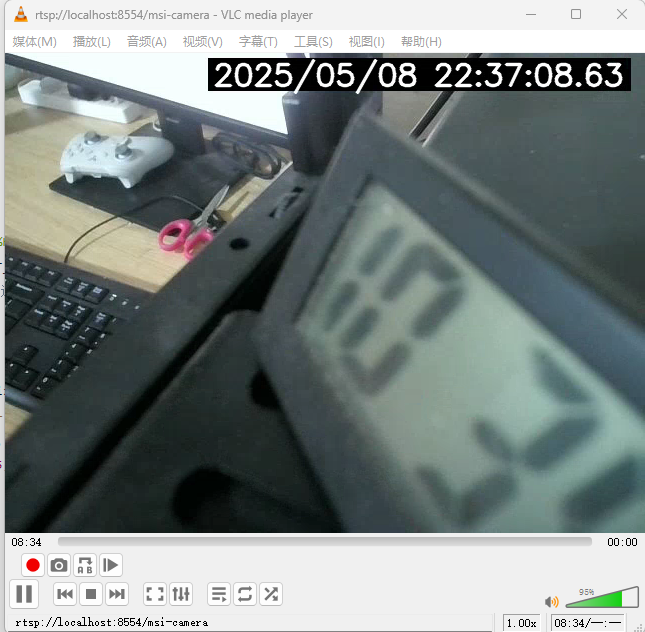 rtsp://localhost:8554/msi-camera - VLC media player
媒体(M) 播放(L) 音频(A) 视频(V) 字幕(T) 工具(S) 视图(I) 帮助(H)
2025/05/08 22:37:08.63
08:34 00:00
A B
95%
rtsp://localhost:8554/msi-camera 1.00x 08:34/--:--